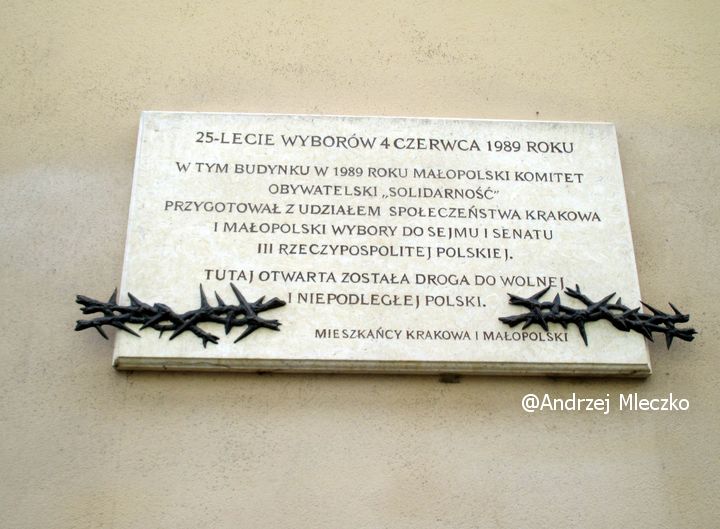 25-LECIE WYBORÓW 4 CZERWCA 1989 ROKU
W TYM BUDYNKU W 1989 ROKU MAŁOPOLSKI KOMITET
OBYWATELSKI „SOLIDARNOŚĆ”
PRZYGOTOWAŁ Z UDZIAŁEM SPOŁECZEŃSTWA KRAKOWA
I MAŁOPOLSKI WYBORY DO SEJMU I SENATU
III RZECZYPOSPOLITEJ POLSKIEJ.
TUTAJ OTWARTA ZOSTAŁA DROGA DO WOLNEJ
I NIEPODLEGŁEJ POLSKI.
MIESZKAŃCY KRAKOWA I MAŁOPOLSKI
@Andrzej Mleczko